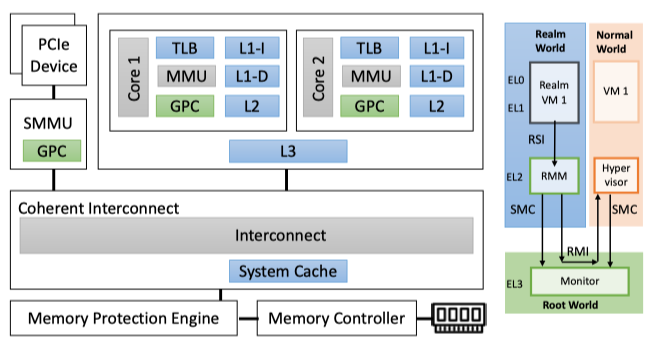 PCIe
Device
SMMU
GPC
Core 1
TLB
L1-I
MMU
L1-D
GPC
L2
Core 2
TLB
L1-I
MMU
L1-D
GPC
L2
L3
Coherent Interconnect
Interconnect
System Cache
Memory Protection Engine
Memory Controller
Realm
World
Normal
World
EL0
EL1
Realm
VM 1
VM 1
RSI
EL2
RMM
Hyper
visor
SMC
SMC
RMI
EL3
Monitor
Root World